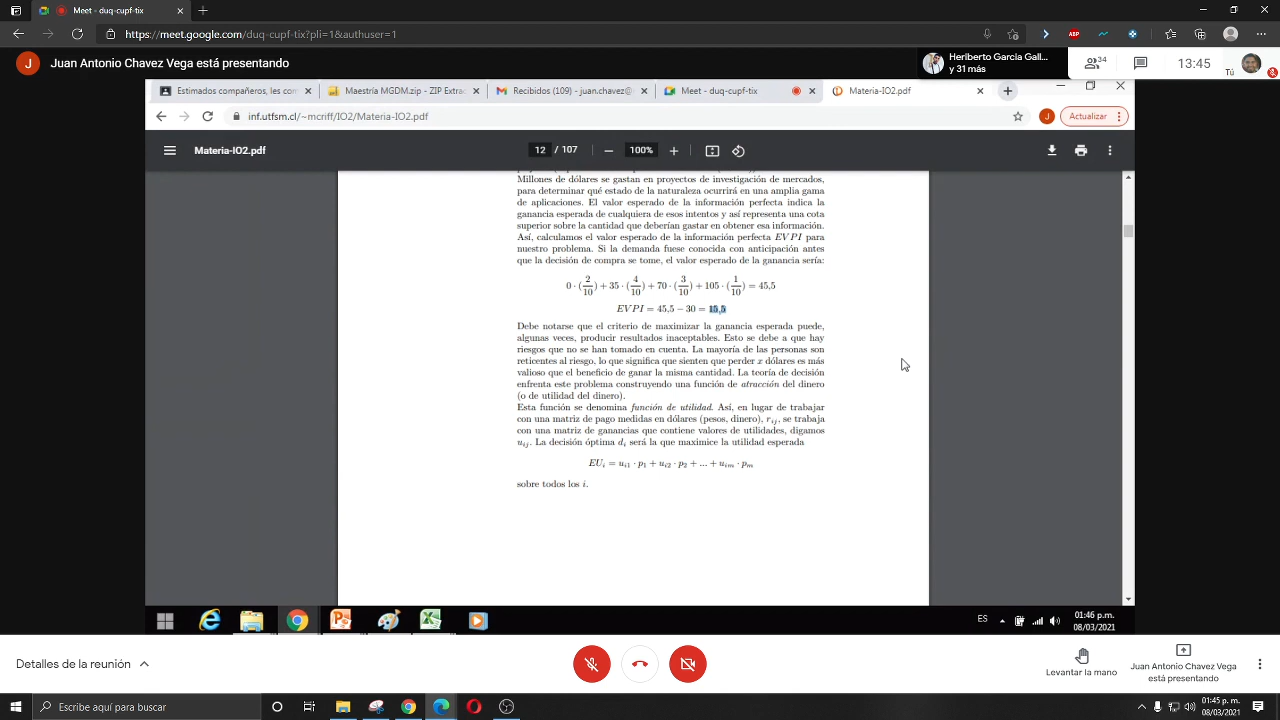 Meet - duq-cupf-tix
https://meet.google.com/duq-cupf-tix?pli=1&authuser=1
ABP
J
Juan Antonio Chavez Vega está presentando
Heriberto Garcia Gall...
y 31 más
34
13:45
Tú
Estimados compañeros, les con
Maestría MGDM.zip - ZIP Extrac
Recibidos (109) - juan.chavez@
Meet - duq-cupf-tix
Materia-IO2.pdf
inf.utfsm.cl/~mcriff/IO2/Materia-IO2.pdf
J
Actualizar
Materia-IO2.pdf
12 / 107
100%
Millones de dólares se gastan en proyectos de investigación de mercados,
para determinar qué estado de la naturaleza ocurrirá en una amplia gama
de aplicaciones. El valor esperado de la información perfecta indica la
ganancia esperada de cualquiera de esos intentos y así representa una cota
superior sobre la cantidad que deberían gastar en obtener esa información.
Así, calculamos el valor esperado de la información perfecta EVPI para
nuestro problema. Si la demanda fuese conocida con anticipación antes
que la decisión de compra se tome, el valor esperado de la ganancia sería:
0 · (2/10) + 35 · (4/10) + 70 · (3/10) + 105 · (1/10) = 45,5
EVPI = 45,5 − 30 = 15,5
Debe notarse que el criterio de maximizar la ganancia esperada puede,
algunas veces, producir resultados inaceptables. Esto se debe a que hay
riesgos que no se han tomado en cuenta. La mayoría de las personas son
reticentes al riesgo, lo que significa que sienten que perder x dólares es más
valioso que el beneficio de ganar la misma cantidad. La teoría de decisión
enfrenta este problema construyendo una función de atracción del dinero
(o de utilidad del dinero).
Esta función se denomina función de utilidad. Así, en lugar de trabajar
con una matriz de pago medidas en dólares (pesos, dinero), rij, se trabaja
con una matriz de ganancias que contiene valores de utilidades, digamos
uij. La decisión óptima di será la que maximice la utilidad esperada
EUi = ui1 · p1 + ui2 · p2 + ... + uim · pm
sobre todos los i.
ES
01:46 p.m.
08/03/2021
Detalles de la reunión
Levantar la mano
Juan Antonio Chavez Vega
está presentando
Escribe aquí para buscar
01:45 p.m.
08/03/2021